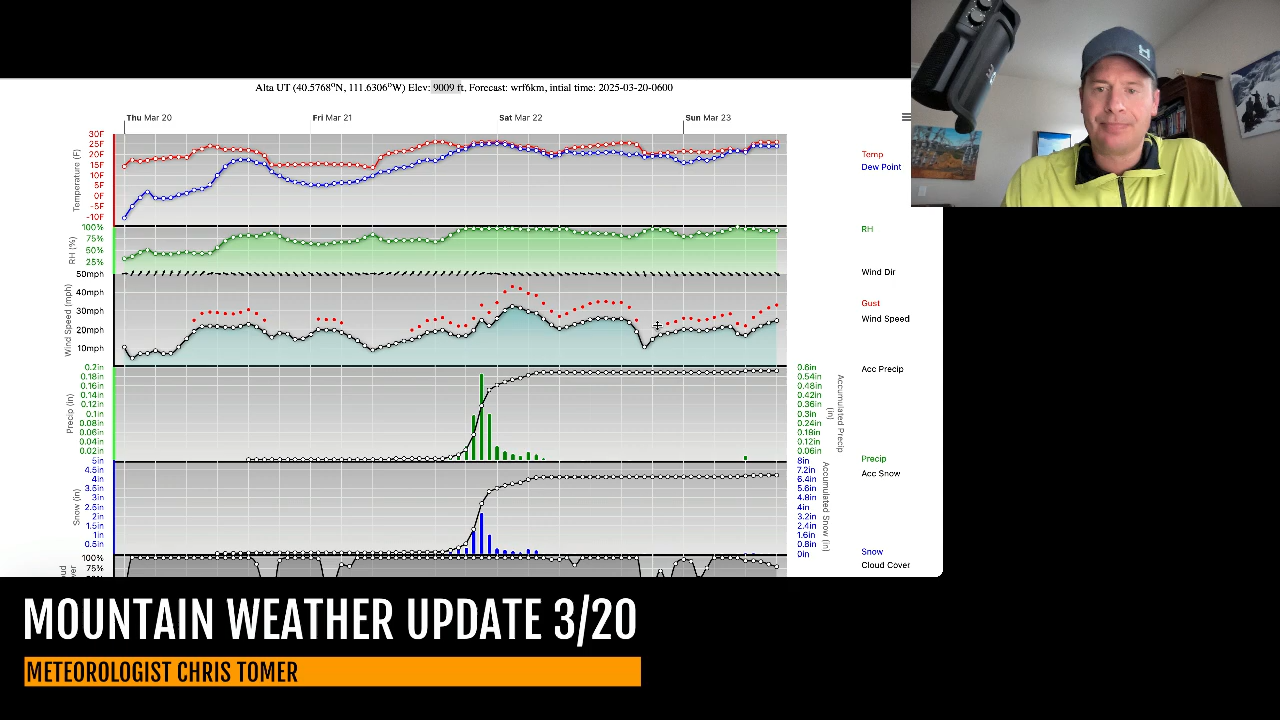 Alta UT (40.5768°N, 111.6306°W) Elev: 9009 ft, Forecast: wrf6km, intial time: 2025-03-20-0600
Thu Mar 20
Fri Mar 21
Sat Mar 22
Sun Mar 23
Temperature (F)
30F
25F
20F
15F
10F
5F
0F
-5F
-10F
Temp
Dew Point
RH (%)
100%
75%
50%
25%
RH
Wind Dir
Wind Speed (mph)
50mph
40mph
30mph
20mph
10mph
Gust
Wind Speed
Precip (in)
0.2in
0.18in
0.16in
0.14in
0.12in
0.1in
0.08in
0.06in
0.04in
0.02in
0.6in
0.54in
0.48in
0.42in
0.36in
0.3in
0.24in
0.18in
0.12in
0.06in
Accumulated Precip
(in)
Acc Precip
Precip
Snow (in)
5in
4.5in
4in
3.5in
3in
2.5in
2in
1.5in
1in
0.5in
8in
7.2in
6.4in
5.6in
4.8in
4in
3.2in
2.4in
1.6in
0.8in
0in
Accumulated Snow (in)
Acc Snow
Snow
100%
75%
Cloud Cover
MOUNTAIN WEATHER UPDATE 3/20
METEOROLOGIST CHRIS TOMER